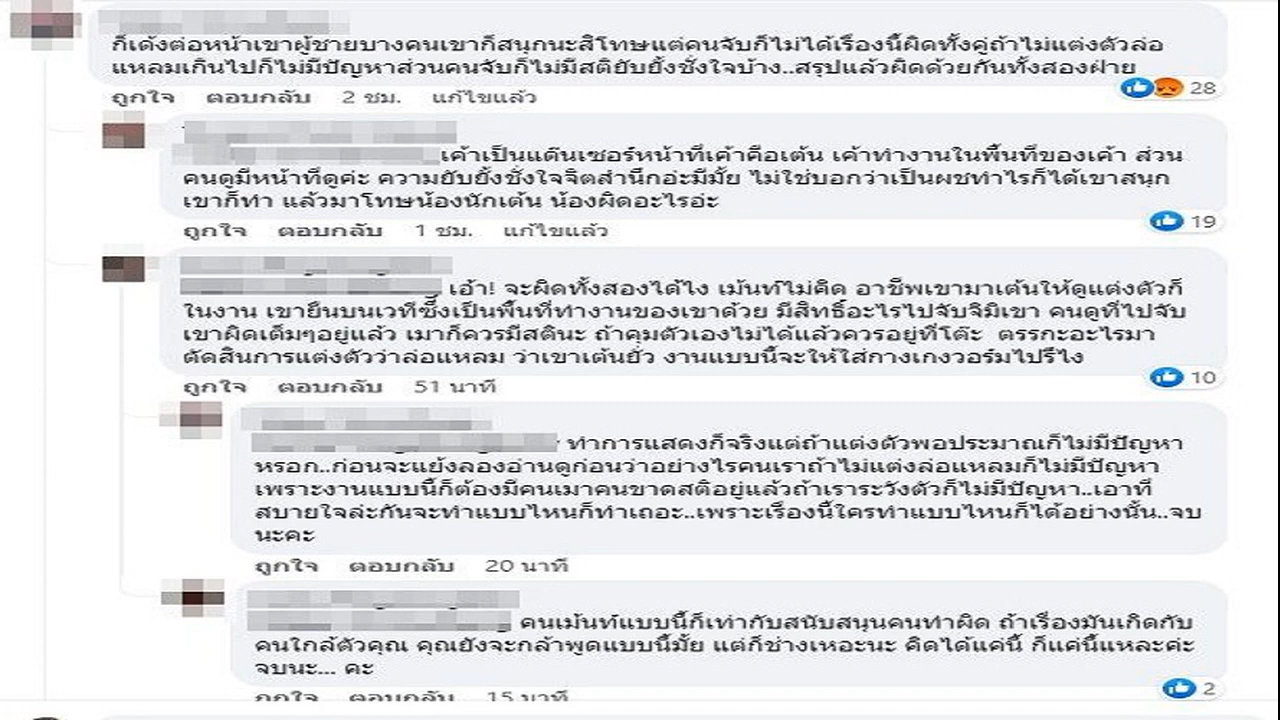 ก็เด้งต่อหน้าเขาผู้ชายบางคนเขาก็สนุกนะสิโทษแต่คนจับก็ไม่ได้เรื่องนี้ผิดทั้งคู่ถ้าไม่แต่งตัวล่อ
แหลมเกินไปก็ไม่มีปัญหาส่วนคนจับก็ไม่มีสติยับยั้งชั่งใจบ้าง..สรุปแล้วผิดด้วยกันทั้งสองฝ่าย
28
ถูกใจ ตอบกลับ 2 ชม. แก้ไขแล้ว
เค้าเป็นแด๊นเซอร์หน้าที่เค้าคือเต้น เค้าทำงานในพื้นที่ของเค้า ส่วน
คนดูมีหน้าที่ดูค่ะ ความยับยั้งชั่งใจจิตสำนึกอ่ะมีมั้ย ไม่ใช่บอกว่าเป็นผชทำไรก็ได้เขาสนุก
เขาก็ทำ แล้วมาโทษน้องนักเต้น น้องผิดอะไรอ่ะ
19
ถูกใจ ตอบกลับ 1 ชม. แก้ไขแล้ว
เอ้า! จะผิดทั้งสองได้ไง เม้นท์ไม่คิด อาชีพเขามาเต้นให้ดูแต่งตัวก็
ในงาน เขายืนบนเวทีซึ่งเป็นพื้นที่ทำงานของเขาด้วย มีสิทธิ์อะไรไปจับจิมิเขา คนดูที่ไปจับ
เขาผิดเต็มๆอยู่แล้ว เมาก็ควรมีสตินะ ถ้าคุมตัวเองไม่ได้แล้วควรอยู่ที่โต๊ะ ตรรกะอะไรมา
ตัดสินการแต่งตัวว่าล่อแหลม ว่าเขาเต้นยั่ว งานแบบนี้จะให้ใส่กางเกงวอร์มไปรึไง
10
ถูกใจ ตอบกลับ 51 นาที
ทำการแสดงก็จริงแต่ถ้าแต่งตัวพอประมาณก็ไม่มีปัญหา
หรอก..ก่อนจะแย้งลองอ่านดูก่อนว่าอย่างไรคนเราถ้าไม่แต่งล่อแหลมก็ไม่มีปัญหา
เพราะงานแบบนี้ก็ต้องมีคนเมาคนขาดสติอยู่แล้วถ้าเราระวังตัวก็ไม่มีปัญหา..เอาที่
สบายใจล่ะกันจะทำแบบไหนก็ทำเถอะ..เพราะเรื่องนี้ใครทำแบบไหนก็ได้อย่างนั้น..จบ
นะคะ
ถูกใจ ตอบกลับ 20 นาที
คนเม้นท์แบบนี้ก็เท่ากับสนับสนุนคนทำผิด ถ้าเรื่องมันเกิดกับ
คนใกล้ตัวคุณ คุณยังจะกล้าพูดแบบนี้มั้ย แต่ก็ช่างเหอะนะ คิดได้แค่นี้ ก็แค่นี้แหละค่ะ
จบนะ... คะ
2
ถูกใจ ตอบกลับ 15 นาที